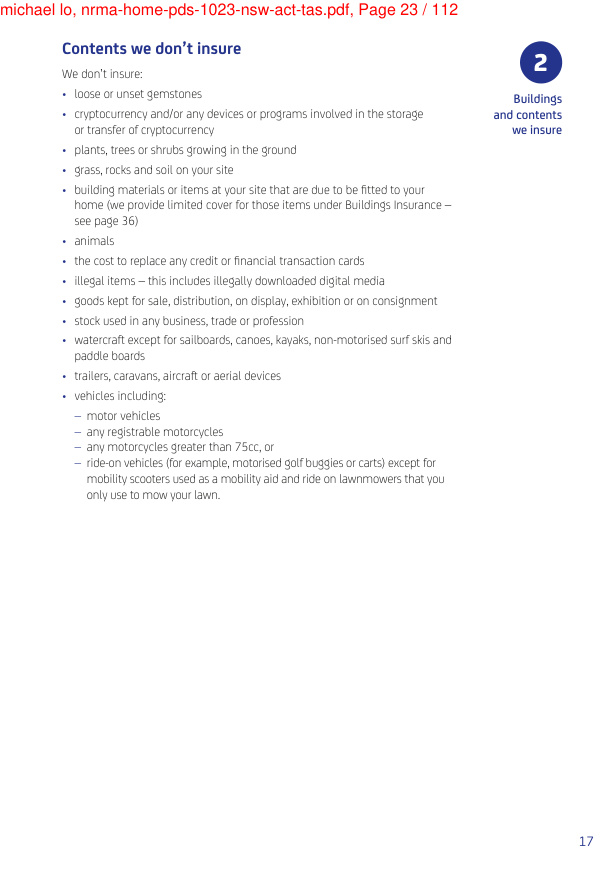 michael lo, nrma-home-pds-1023-nsw-act-tas.pdf, Page 23 / 112
Contents we don't insure
2
Buildings
and contents
we insure
We don't insure:
• loose or unset gemstones
• cryptocurrency and/or any devices or programs involved in the storage
or transfer of cryptocurrency
• plants, trees or shrubs growing in the ground
• grass, rocks and soil on your site
• building materials or items at your site that are due to be fitted to your
home (we provide limited cover for those items under Buildings Insurance –
see page 36)
• animals
• the cost to replace any credit or financial transaction cards
• illegal items – this includes illegally downloaded digital media
• goods kept for sale, distribution, on display, exhibition or on consignment
• stock used in any business, trade or profession
• watercraft except for sailboards, canoes, kayaks, non-motorised surf skis and
paddle boards
• trailers, caravans, aircraft or aerial devices
• vehicles including:
– motor vehicles
– any registrable motorcycles
– any motorcycles greater than 75cc, or
– ride-on vehicles (for example, motorised golf buggies or carts) except for
mobility scooters used as a mobility aid and ride on lawnmowers that you
only use to mow your lawn.
17